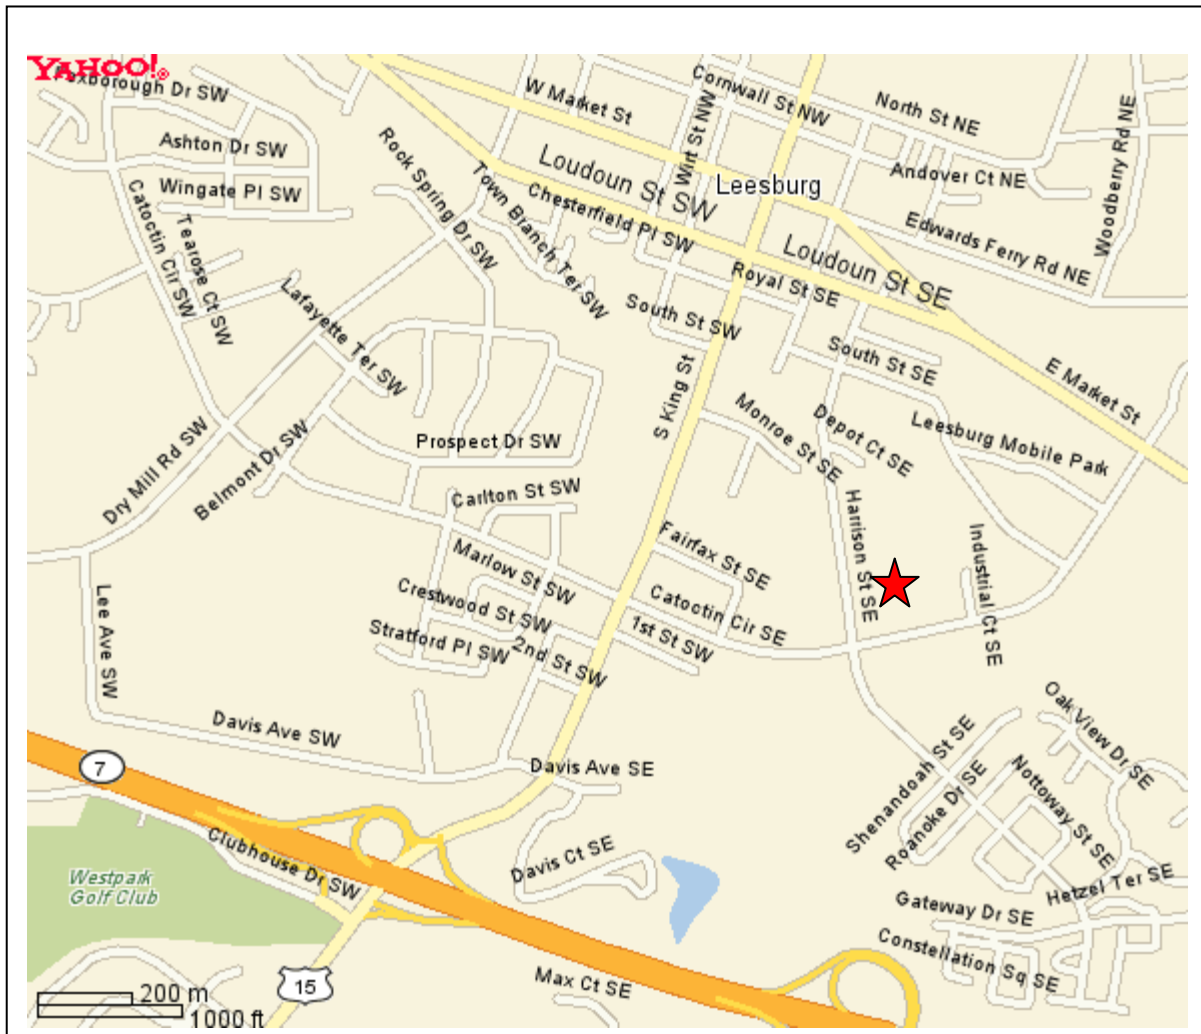 YAHOO!®
Foxborough Dr SW
W Market St
Cornwall St NW
North St NE
Ashton Dr SW
Rock Spring Dr SW
Wirt St NW
Woodberry Rd NE
Wingate Pl SW
Town Branch Ter SW
Loudoun St SW
Leesburg
Andover Ct NE
Catoctin Cir SW
Tearose Ct SW
Chesterfield Pl SW
Edwards Ferry Rd NE
Loudoun St SE
Royal St SE
Lafayette Ter SW
South St SW
South St SE
E Market St
S King St
Monroe St SE
Depot Ct SE
Leesburg Mobile Park
Dry Mill Rd SW
Belmont Dr SW
Prospect Dr SW
Carlton St SW
Harrison St SE
Industrial Ct SE
Marlow St SW
Fairfax St SE
Lee Ave SW
Crestwood St SW
Catoctin Cir SE
Stratford Pl SW
2nd St SW
1st St SW
Davis Ave SW
7
Davis Ave SE
Shenandoah St SE
Oak View Dr SE
Roanoke Dr SE
Nottoway St SE
Clubhouse Dr SW
Davis Ct SE
Westpark
Golf Club
Hetzel Ter SE
Gateway Dr SE
Constellation Sq SE
15
Max Ct SE
200 m
1000 ft